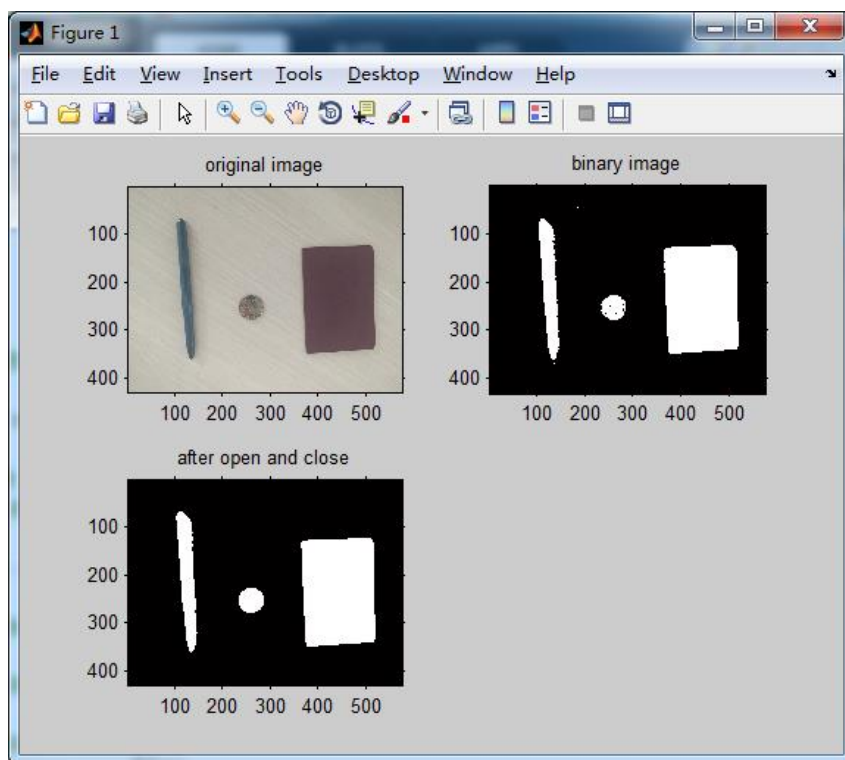 Figure 1
File Edit View Insert Tools Desktop Window Help
original image
100
200
300
400
100 200 300 400 500
binary image
100
200
300
400
100 200 300 400 500
after open and close
100
200
300
400
100 200 300 400 500